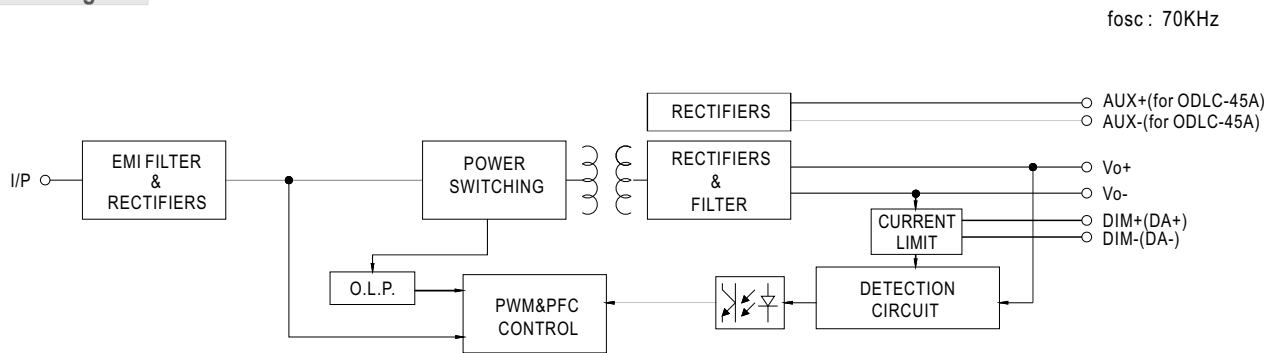 fosc : 70KHz
RECTIFIERS
AUX+(for ODLC-45A)
AUX-(for ODLC-45A)
I/P
EMI FILTER
&
RECTIFIERS
POWER
SWITCHING
RECTIFIERS
&
FILTER
Vo+
Vo-
CURRENT
LIMIT
DIM+(DA+)
DIM-(DA-)
O.L.P.
PWM&PFC
CONTROL
DETECTION
CIRCUIT